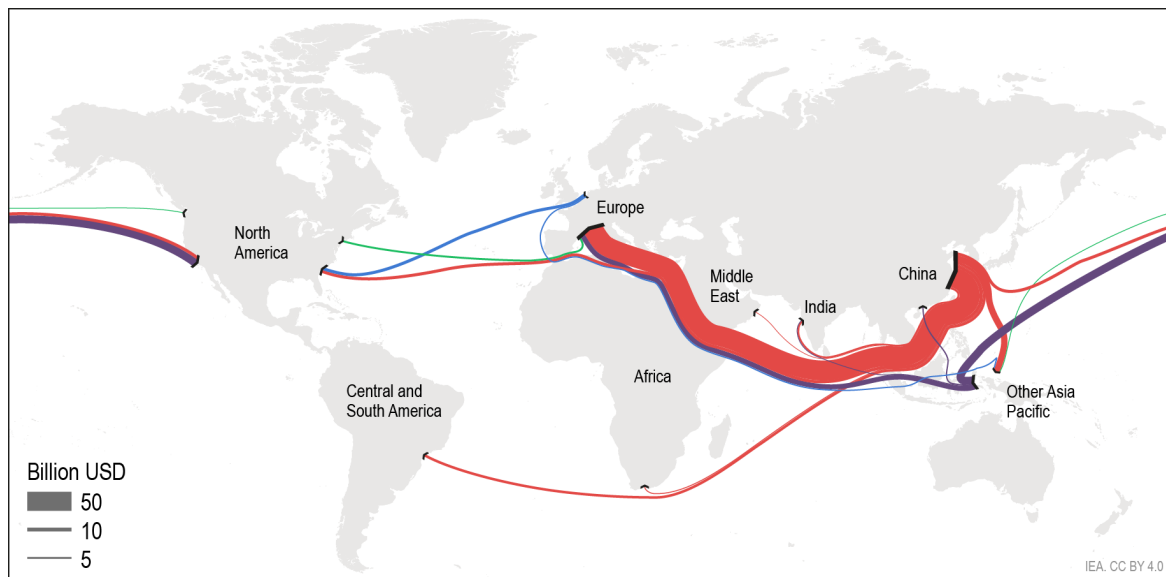 Europe
North
America
Middle
East
China
India
Africa
Central and
South America
Other Asia
Pacific
Billion USD
50
10
5
IEA. CC BY 4.0